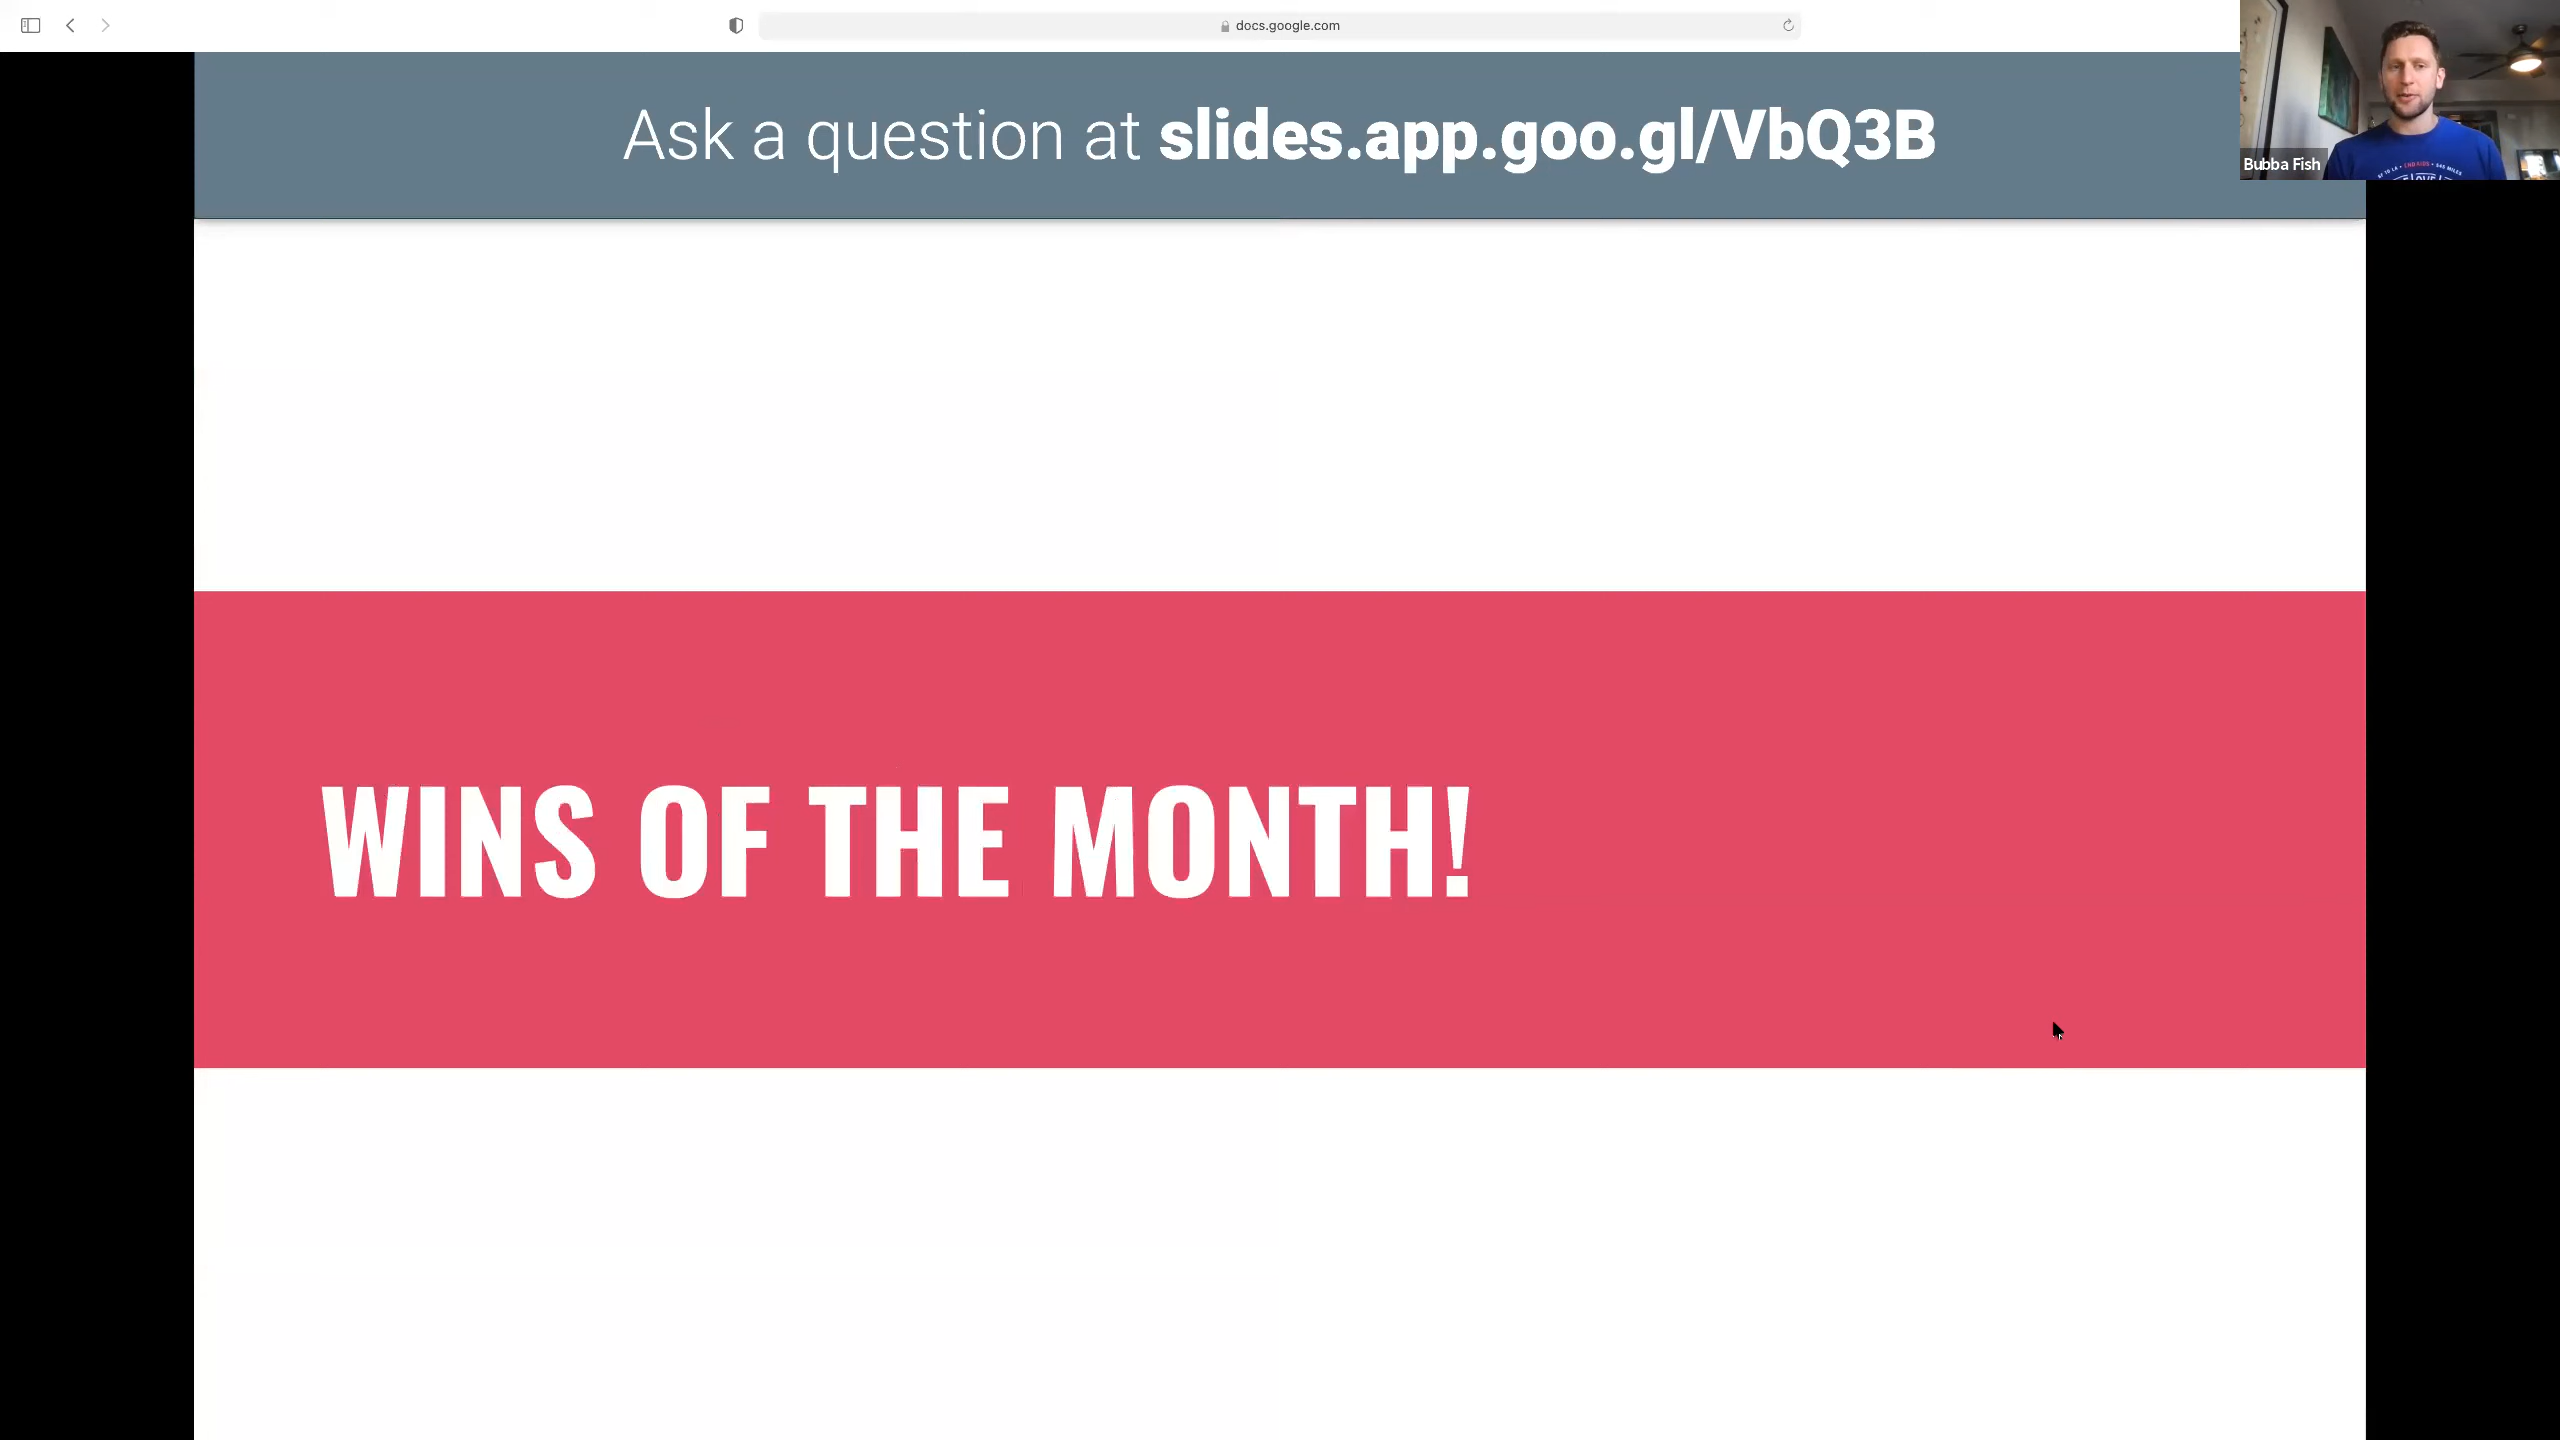 docs.google.com
Ask a question at slides.app.goo.gl/VbQ3B
Bubba Fish
WINS OF THE MONTH!